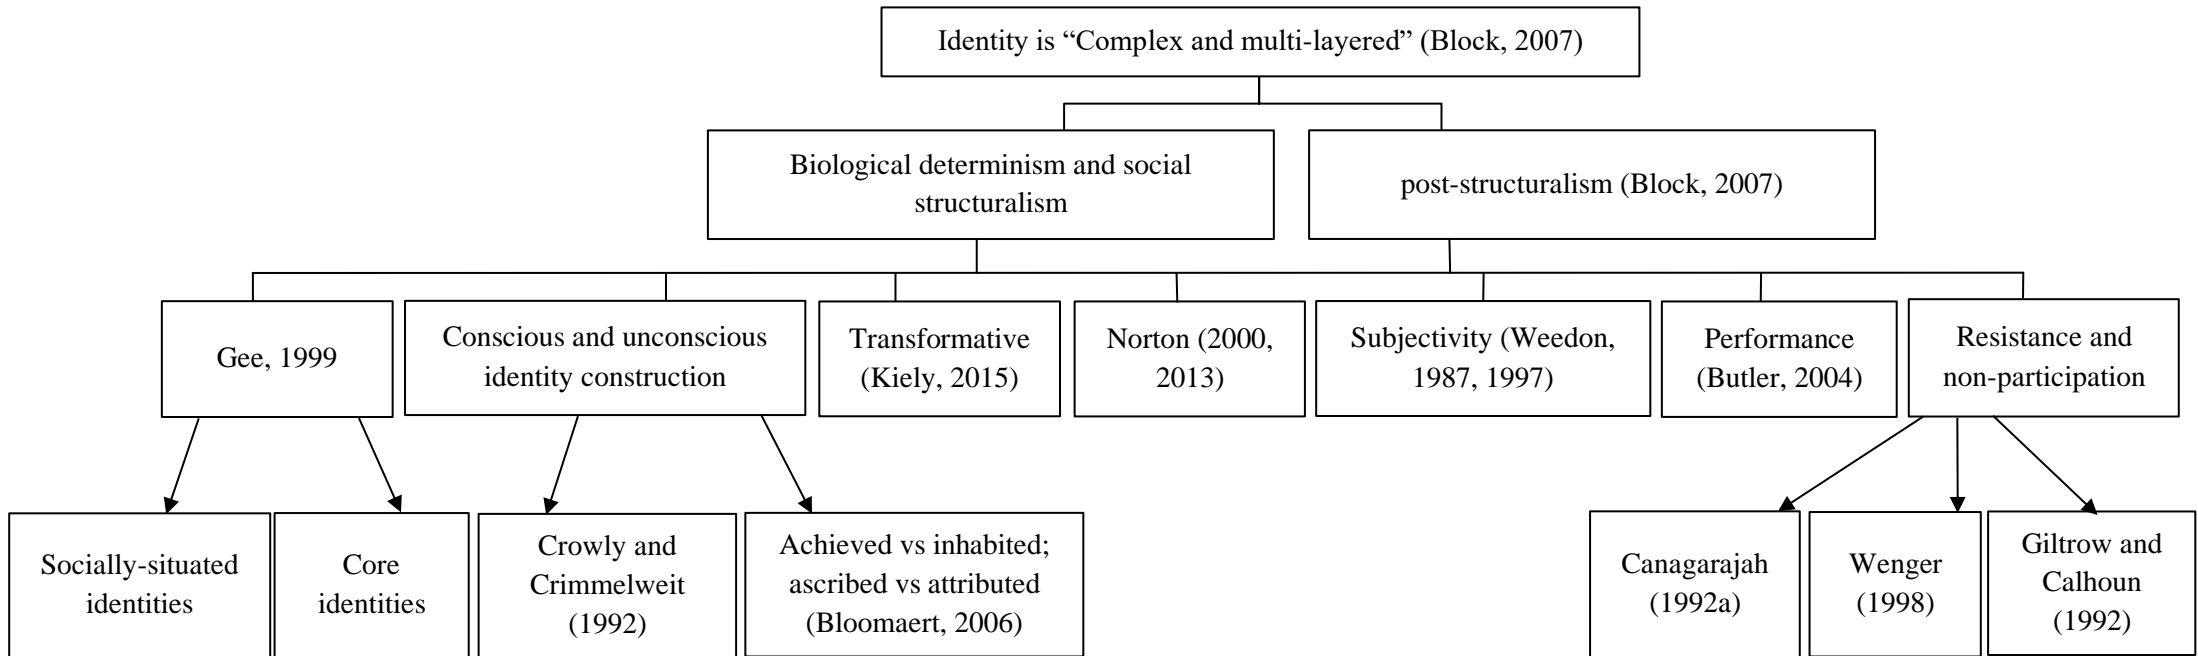 Identity is “Complex and multi-layered” (Block, 2007)
Biological determinism and social
structuralism
post-structuralism (Block, 2007)
Gee, 1999
Conscious and unconscious
identity construction
Transformative
(Kiely, 2015)
Norton (2000,
2013)
Subjectivity (Weedon,
1987, 1997)
Performance
(Butler, 2004)
Resistance and
non-participation
Socially-situated
identities
Core
identities
Crowly and
Crimmelweit
(1992)
Achieved vs inhabited;
ascribed vs attributed
(Bloomaert, 2006)
Canagarajah
(1992a)
Wenger
(1998)
Giltrow and
Calhoun
(1992)